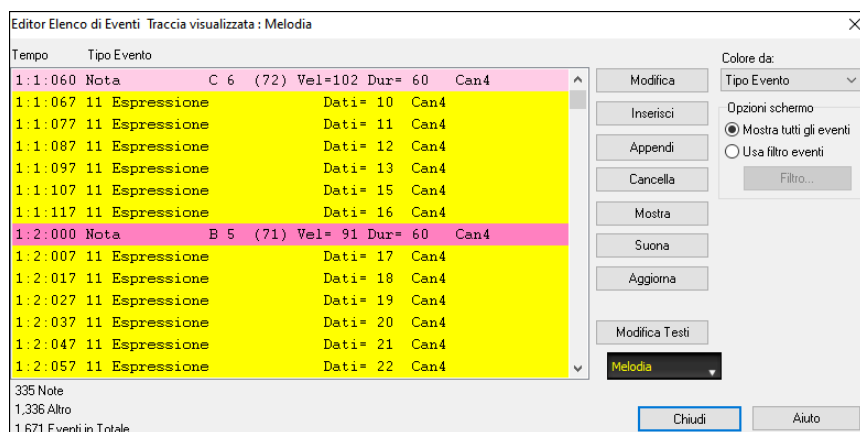 Editor Elenco di Eventi Traccia visualizzata : Melodia
Tempo Tipo Evento
1:1:060 Nota C 6 (72) Vel=102 Dur= 60 Can4
1:1:067 11 Espressione Dati= 10 Can4
1:1:077 11 Espressione Dati= 11 Can4
1:1:087 11 Espressione Dati= 12 Can4
1:1:097 11 Espressione Dati= 13 Can4
1:1:107 11 Espressione Dati= 15 Can4
1:1:117 11 Espressione Dati= 16 Can4
1:2:000 Nota B 5 (71) Vel= 91 Dur= 60 Can4
1:2:007 11 Espressione Dati= 17 Can4
1:2:017 11 Espressione Dati= 18 Can4
1:2:027 11 Espressione Dati= 19 Can4
1:2:037 11 Espressione Dati= 20 Can4
1:2:047 11 Espressione Dati= 21 Can4
1:2:057 11 Espressione Dati= 22 Can4
335 Note
1,336 Altro
1,671 Eventi in Totale
Modifica
Inserisci
Appendi
Cancella
Mostra
Suona
Aggiorna
Modifica Testi
Melodia
Colore da:
Tipo Evento
Opzioni schermo
Mostra tutti gli eventi
Usa filtro eventi
Filtro...
Chiudi
Aiuto